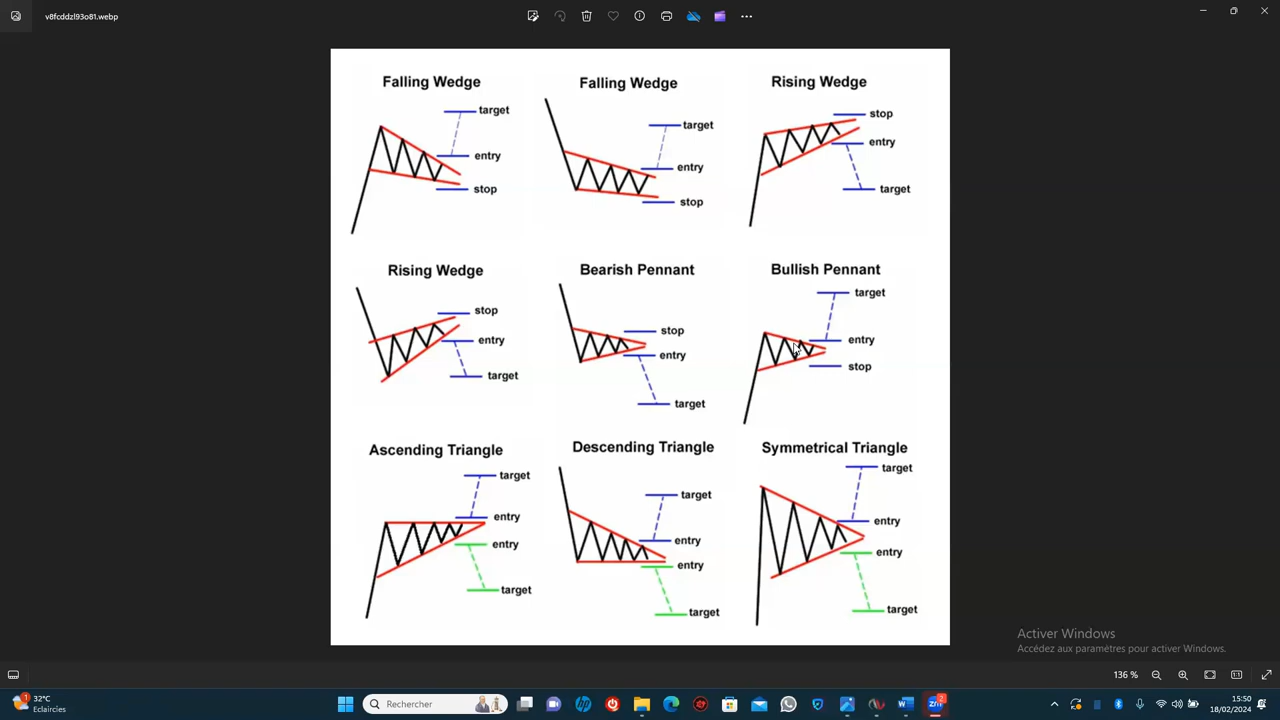 v8fcddzl93o81.webp
Falling Wedge
target
entry
stop
Falling Wedge
target
entry
stop
Rising Wedge
stop
entry
target
Rising Wedge
stop
entry
target
Bearish Pennant
stop
entry
target
Bullish Pennant
target
entry
stop
Ascending Triangle
target
entry
entry
target
Descending Triangle
target
entry
entry
target
Symmetrical Triangle
target
entry
entry
target
Activer Windows
Accédez aux paramètres pour activer Windows.
136 %
32°C
Eclaircies
Rechercher
15:50
18/02/2024